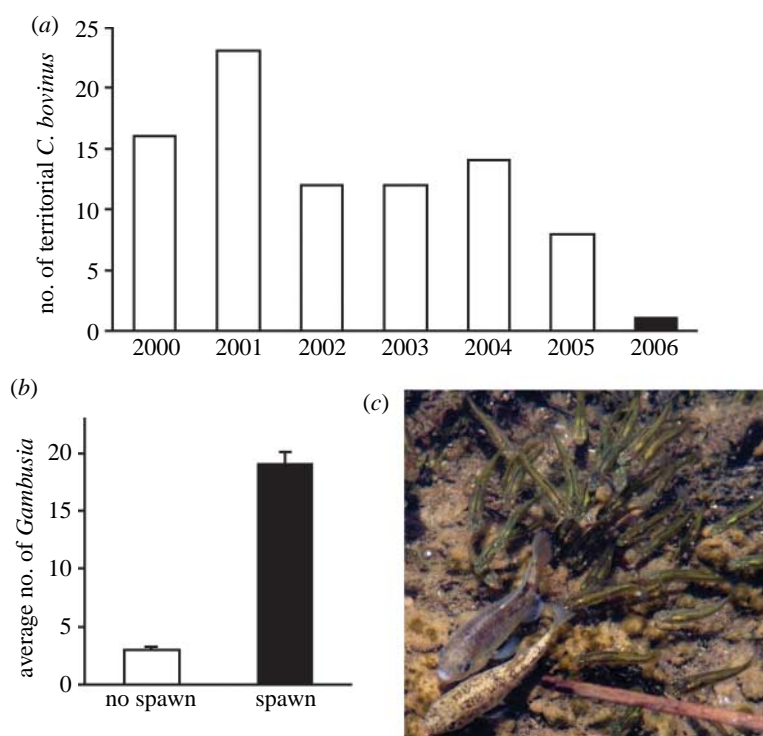 (a)
no. of territorial C. bovinus
25
20
15
10
5
0
2000 2001 2002 2003 2004 2005 2006
(b)
average no. of Gambusia
20
15
10
5
0
no spawn spawn
(c)